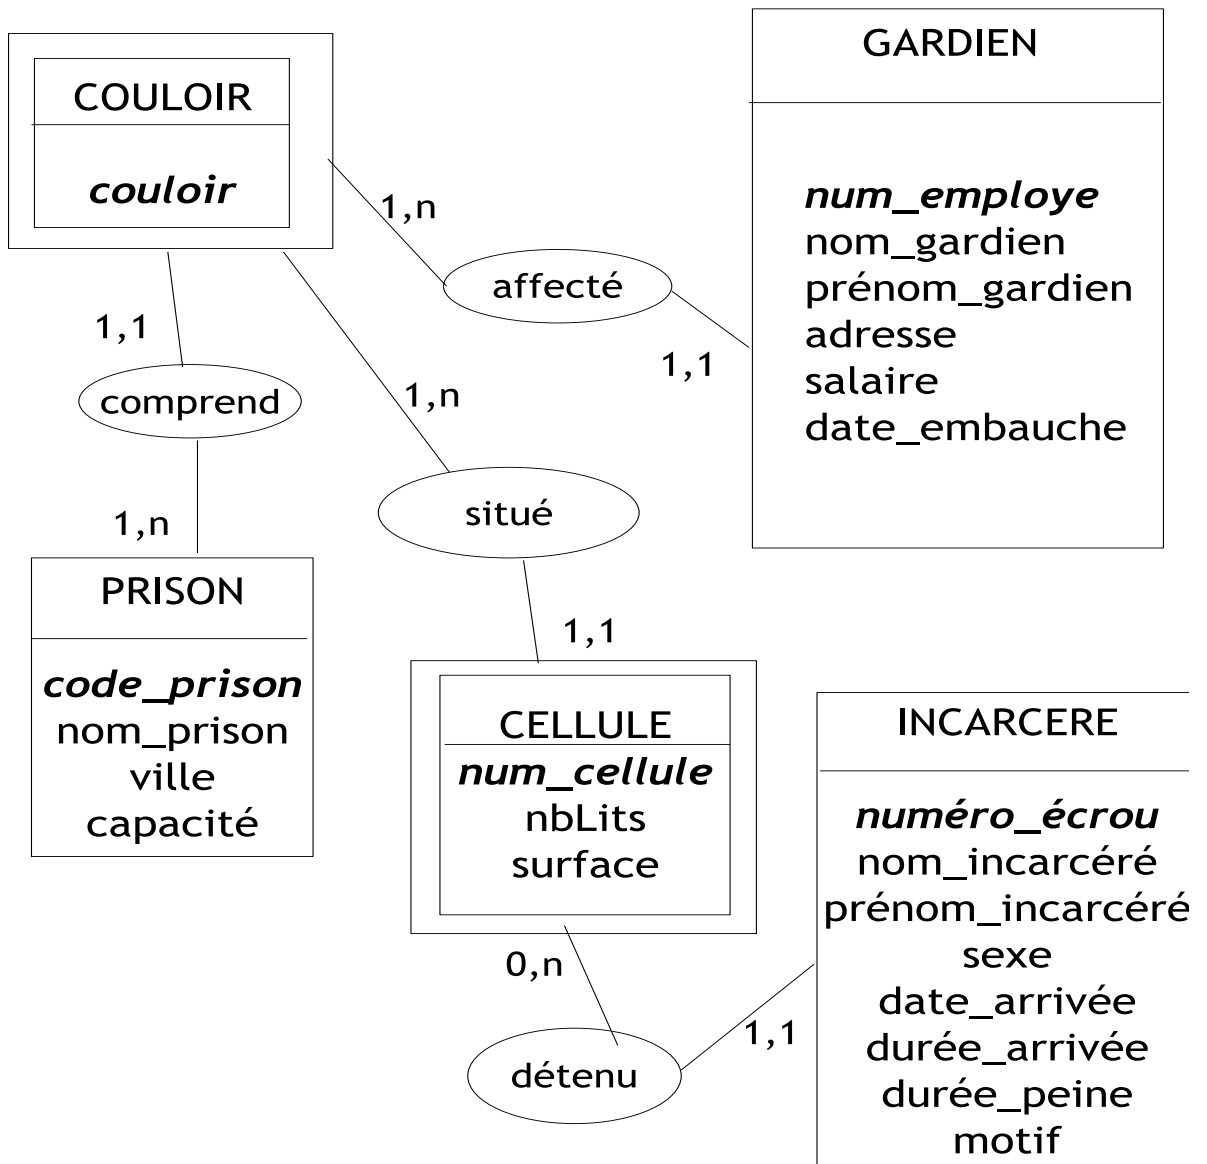 COULOIR
couloir
GARDIEN
num_employe
nom_gardien
prénom_gardien
adresse
salaire
date_embauche
1,n
affecté
1,1
1,1
comprend
1,n
1,n
situé
1,1
PRISON
code_prison
nom_prison
ville
capacité
CELLULE
num_cellule
nbLits
surface
0,n
détenu
1,1
INCARCERE
numéro_écrou
nom_incarcéré
prénom_incarcéré
sexe
date_arrivée
durée_arrivée
durée_peine
motif